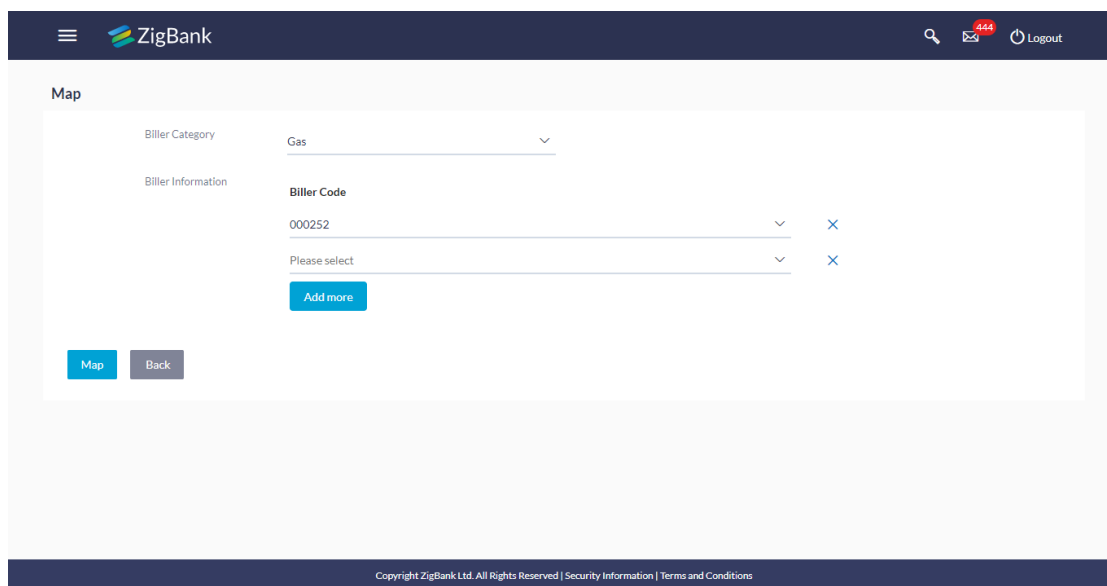 ZigBank
444
Logout
Map
Biller Category
Gas
Biller Information
Biller Code
000252
Please select
Add more
Map
Back
Copyright ZigBank Ltd. All Rights Reserved | Security Information | Terms and Conditions